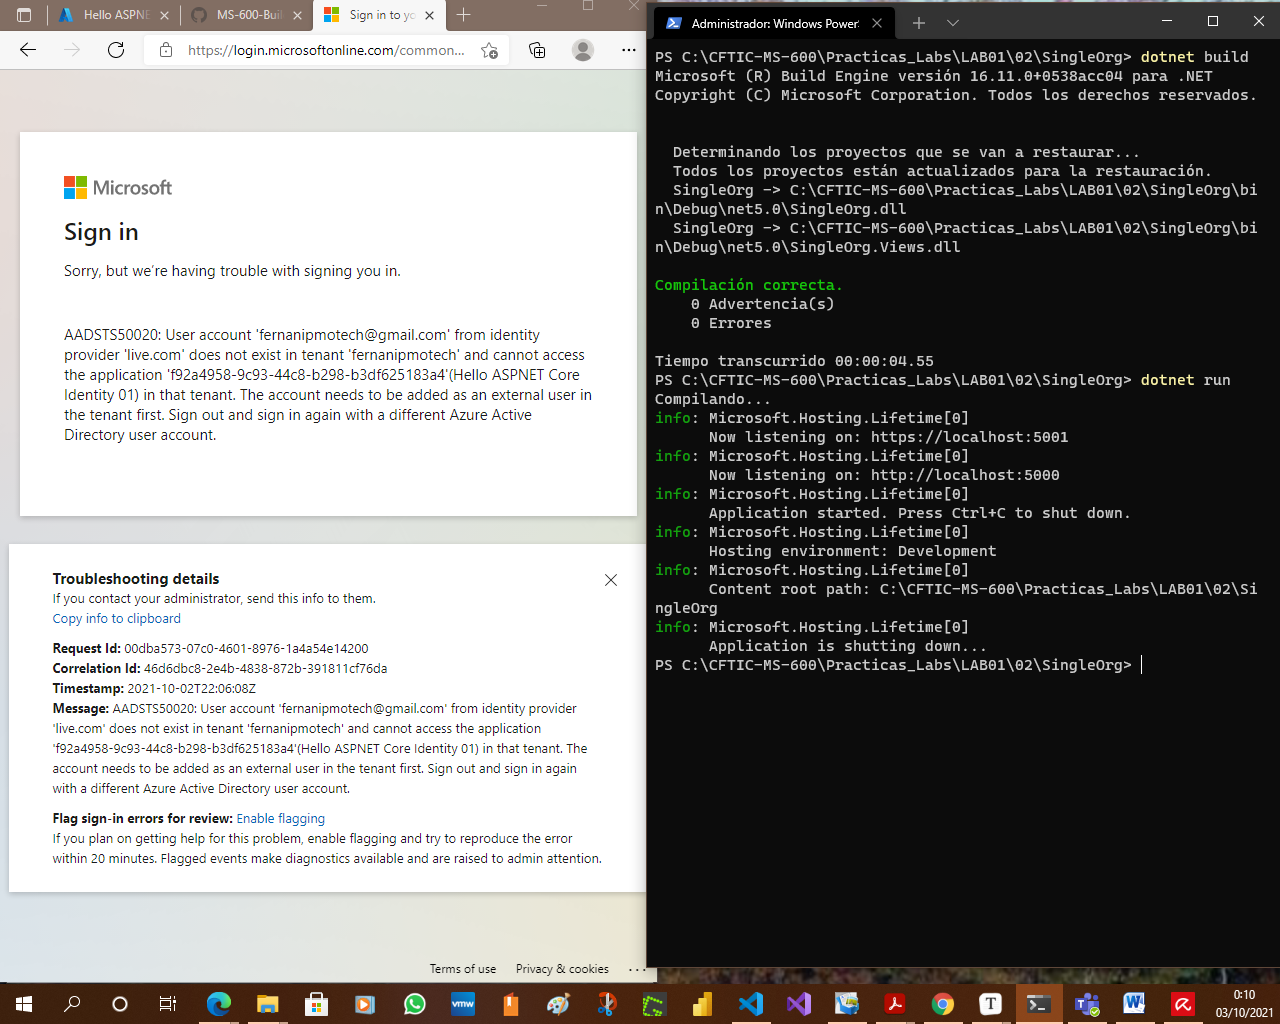 Hello ASPNE
MS-600-Buil
Sign in to yo
https://login.microsoftonline.com/common...
Microsoft
Sign in
Sorry, but we're having trouble with signing you in.
AADSTS50020: User account 'fernanipmotech@gmail.com' from identity
provider 'live.com' does not exist in tenant 'fernanipmotech' and cannot access
the application 'f92a4958-9c93-44c8-b298-b3df625183a4'(Hello ASPNET Core
Identity 01) in that tenant. The account needs to be added as an external user in
the tenant first. Sign out and sign in again with a different Azure Active
Directory user account.
Troubleshooting details
If you contact your administrator, send this info to them.
Copy info to clipboard
Request Id: 00dba573-07c0-4601-8976-1a4a54e14200
Correlation Id: 46d6dbc8-2e4b-4838-872b-391811cf76da
Timestamp: 2021-10-02T22:06:08Z
Message: AADSTS50020: User account 'fernanipmotech@gmail.com' from identity provider
'live.com' does not exist in tenant 'fernanipmotech' and cannot access the application
'f92a4958-9c93-44c8-b298-b3df625183a4'(Hello ASPNET Core Identity 01) in that tenant. The
account needs to be added as an external user in the tenant first. Sign out and sign in again
with a different Azure Active Directory user account.
Flag sign-in errors for review: Enable flagging
If you plan on getting help for this problem, enable flagging and try to reproduce the error
within 20 minutes. Flagged events make diagnostics available and are raised to admin attention.
Terms of use Privacy & cookies ...
Administrador: Windows PowerS
PS C:\CFTIC-MS-600\Practicas_Labs\LAB01\02\SingleOrg> dotnet build
Microsoft (R) Build Engine versión 16.11.0+0538acc04 para .NET
Copyright (C) Microsoft Corporation. Todos los derechos reservados.
Determinando los proyectos que se van a restaurar...
Todos los proyectos están actualizados para la restauración.
SingleOrg -> C:\CFTIC-MS-600\Practicas_Labs\LAB01\02\SingleOrg\bi
n\Debug\net5.0\SingleOrg.dll
SingleOrg -> C:\CFTIC-MS-600\Practicas_Labs\LAB01\02\SingleOrg\bi
n\Debug\net5.0\SingleOrg.Views.dll
Compilación correcta.
0 Advertencia(s)
0 Errores
Tiempo transcurrido 00:00:04.55
PS C:\CFTIC-MS-600\Practicas_Labs\LAB01\02\SingleOrg> dotnet run
Compilando...
info: Microsoft.Hosting.Lifetime[0]
Now listening on: https://localhost:5001
info: Microsoft.Hosting.Lifetime[0]
Now listening on: http://localhost:5000
info: Microsoft.Hosting.Lifetime[0]
Application started. Press Ctrl+C to shut down.
info: Microsoft.Hosting.Lifetime[0]
Hosting environment: Development
info: Microsoft.Hosting.Lifetime[0]
Content root path: C:\CFTIC-MS-600\Practicas_Labs\LAB01\02\Si
ngleOrg
info: Microsoft.Hosting.Lifetime[0]
Application is shutting down...
PS C:\CFTIC-MS-600\Practicas_Labs\LAB01\02\SingleOrg>
vmw
T
0:10
03/10/2021